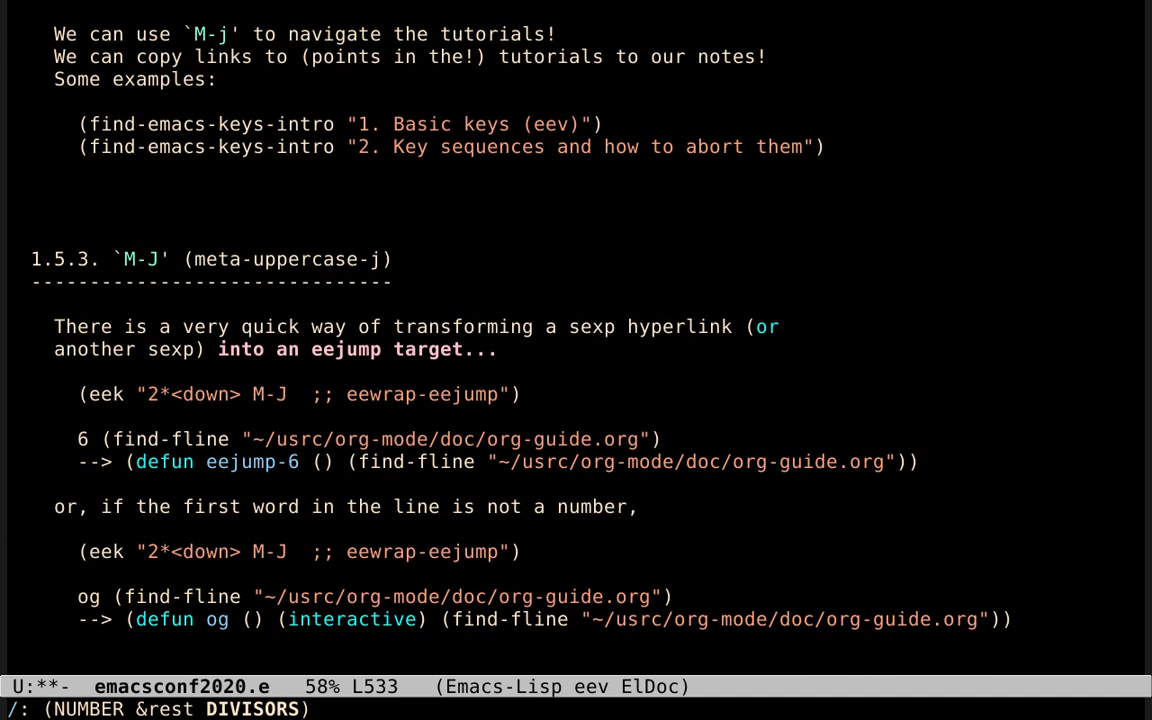 We can use `M-j' to navigate the tutorials!
We can copy links to (points in the!) tutorials to our notes!
Some examples:
(find-emacs-keys-intro "1. Basic keys (eev)")
(find-emacs-keys-intro "2. Key sequences and how to abort them")
1.5.3. `M-J' (meta-uppercase-j)
-------------------------------
There is a very quick way of transforming a sexp hyperlink (or
another sexp) into an eejump target...
(eek "2*<down> M-J  ;; eewrap-eejump")
6 (find-fline "~/usrc/org-mode/doc/org-guide.org")
--> (defun eejump-6 () (find-fline "~/usrc/org-mode/doc/org-guide.org"))
or, if the first word in the line is not a number,
(eek "2*<down> M-J  ;; eewrap-eejump")
og (find-fline "~/usrc/org-mode/doc/org-guide.org")
--> (defun og () (interactive) (find-fline "~/usrc/org-mode/doc/org-guide.org"))
U:**-  emacsconf2020.e   58% L533   (Emacs-Lisp eev ElDoc)
/: (NUMBER &rest DIVISORS)